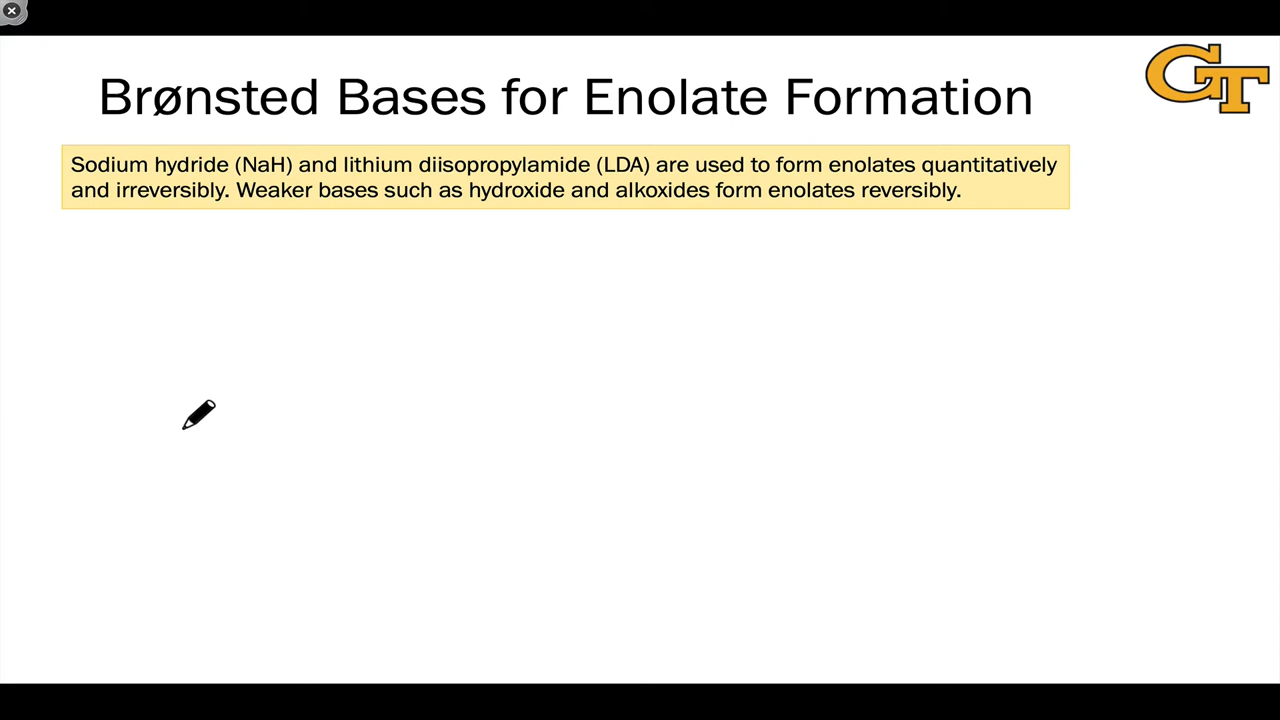 GT
Brønsted Bases for Enolate Formation
Sodium hydride (NaH) and lithium diisopropylamide (LDA) are used to form enolates quantitatively
and irreversibly. Weaker bases such as hydroxide and alkoxides form enolates reversibly.